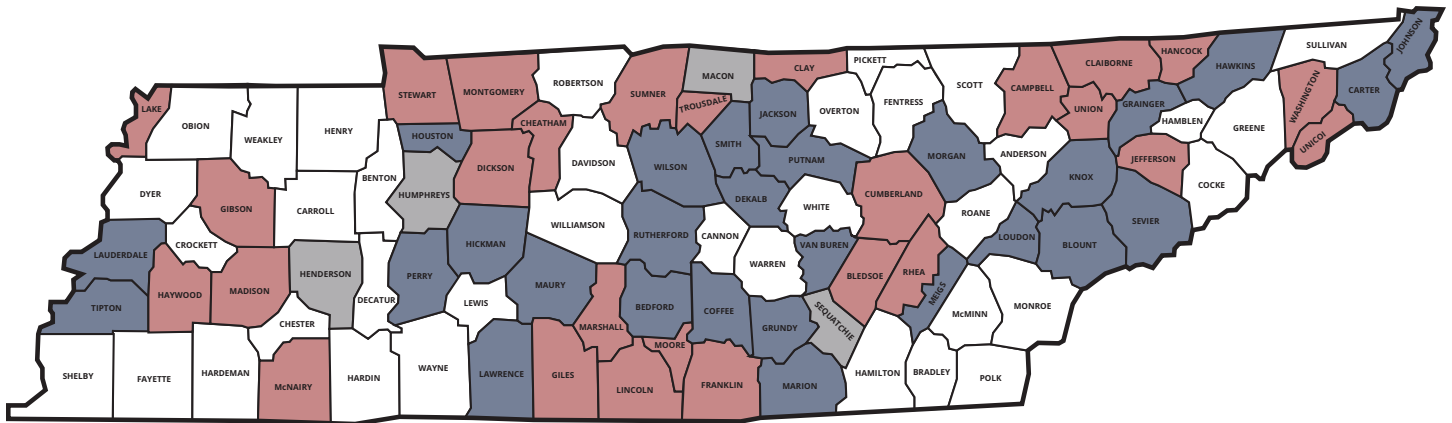 JOHNSON
SULLIVAN
HANCOCK
PICKETT
CLAIBORNE
HAWKINS
CLAY
MACON
ROBERTSON
SCOTT
CAMPBELL
CARTER
STEWART
MONTGOMERY
SUMNER
TROUSDALE
FENTRESS
UNION
GRAINGER
WASHINGTON
LAKE
OBION
WEAKLEY
HENRY
CHEATHAM
JACKSON
OVERTON
HAMBLEN
GREENE
HOUSTON
SMITH
UNICOI
DICKSON
DAVIDSON
WILSON
PUTNAM
MORGAN
ANDERSON
JEFFERSON
BENTON
KNOX
COCKE
DYER
GIBSON
CARROLL
HUMPHREYS
DEKALB
WHITE
CUMBERLAND
ROANE
SEVIER
CROCKETT
WILLIAMSON
RUTHERFORD
CANNON
LOUDON
BLOUNT
LAUDERDALE
HICKMAN
VAN BUREN
HENDERSON
PERRY
WARREN
BLEDSOE
RHEA
MEIGS
TIPTON
HAYWOOD
MADISON
DECATUR
LEWIS
MAURY
BEDFORD
COFFEE
SEQUATCHIE
McMINN
MONROE
CHESTER
MARSHALL
GRUNDY
MOORE
SHELBY
FAYETTE
HARDEMAN
McNAIRY
HARDIN
WAYNE
LAWRENCE
GILES
LINCOLN
FRANKLIN
MARION
HAMILTON
BRADLEY
POLK